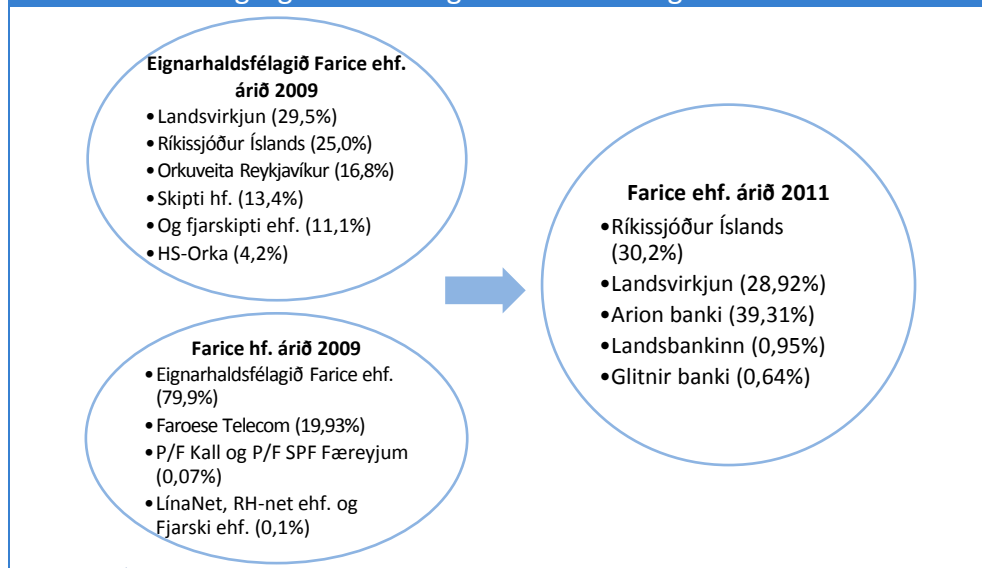 Eignarhaldsfélagið Farice ehf.
árið 2009
•Landsvirkjun (29,5%)
•Ríkissjóður Íslands (25,0%)
•Orkuveita Reykjavíkur (16,8%)
•Skipti hf. (13,4%)
•Og fjarskipti ehf. (11,1%)
•HS-Orka (4,2%)
Farice hf. árið 2009
•Eignarhaldsfélagið Farice ehf.
(79,9%)
•Faroese Telecom (19,93%)
•P/F Kall og P/F SPF Færeyjum
(0,07%)
•LínaNet, RH-net ehf. og
Fjarski ehf. (0,1%)
Farice ehf. árið 2011
•Ríkissjóður Íslands
(30,2%)
•Landsvirkjun (28,92%)
•Arion banki (39,31%)
•Landsbankinn (0,95%)
•Glitnir banki (0,64%)